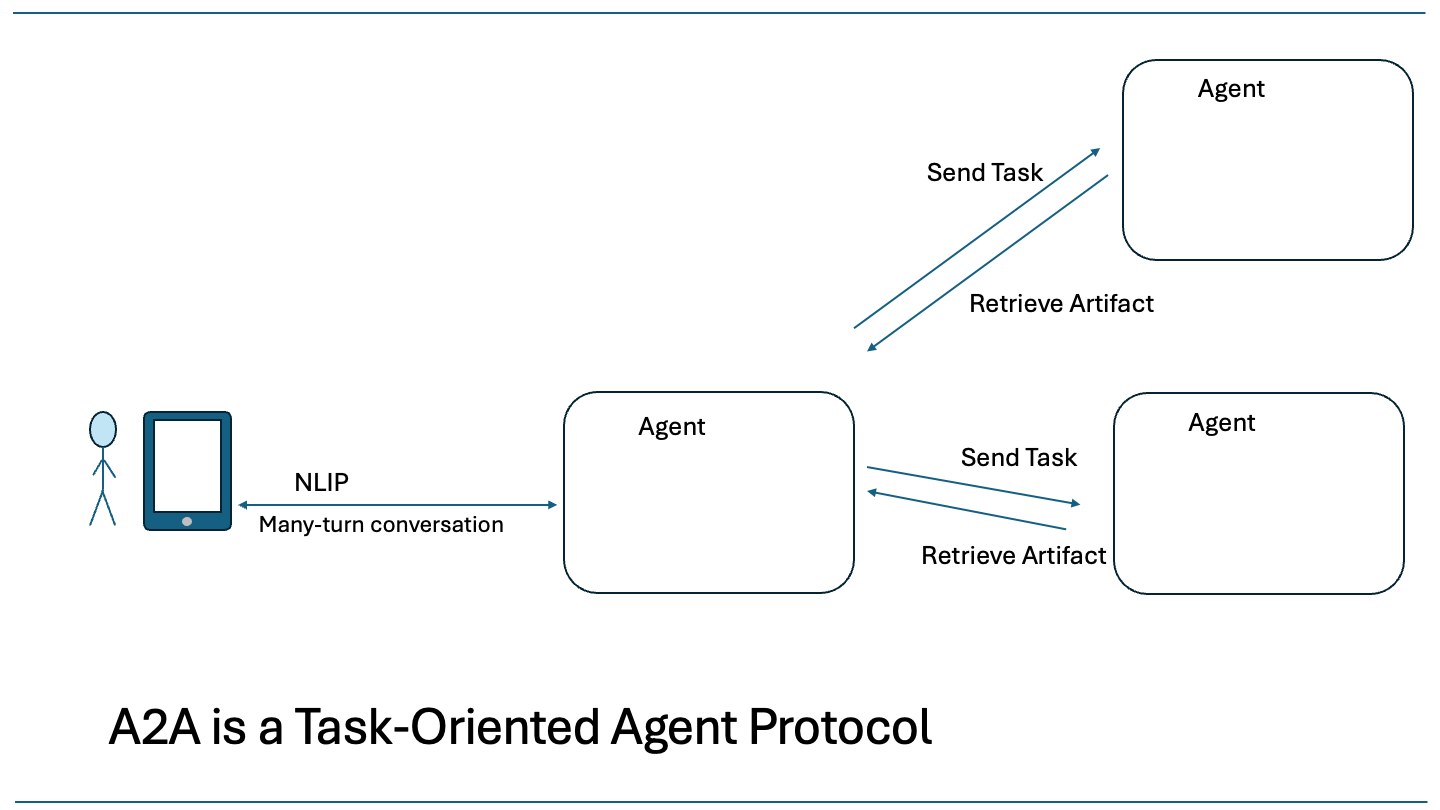 Agent
Send Task
Retrieve Artifact
Agent
Agent
Send Task
NLIP
Many-turn conversation
Retrieve Artifact
A2A is a Task-Oriented Agent Protocol